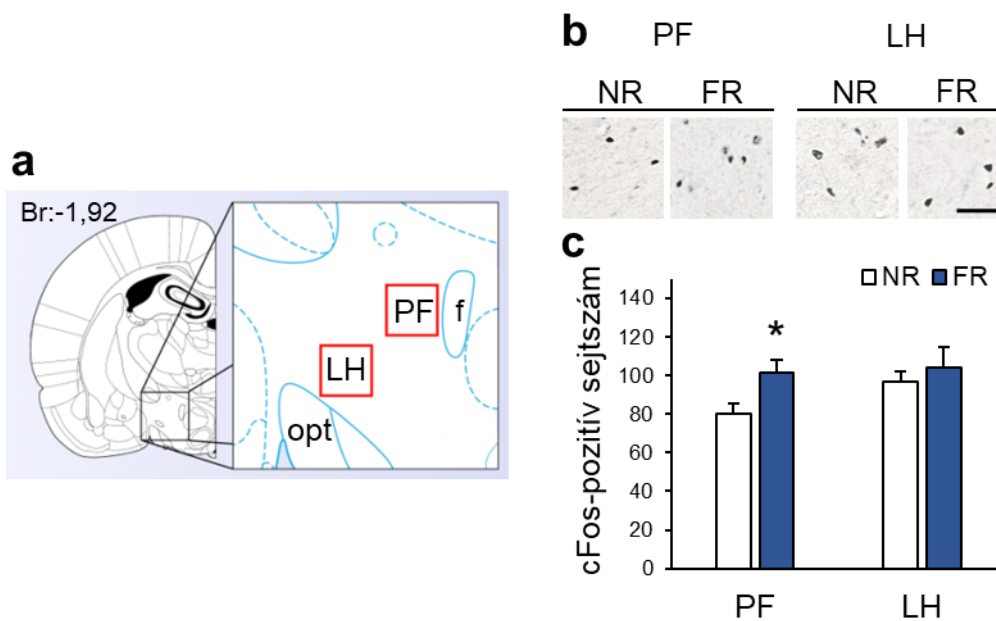 a
Br:-1,92
PF
f
LH
opt
b
PF LH
NR FR NR FR
c
NR FR
cFos-pozitív sejtszám
140
120
100
80
60
40
20
0
*
PF LH